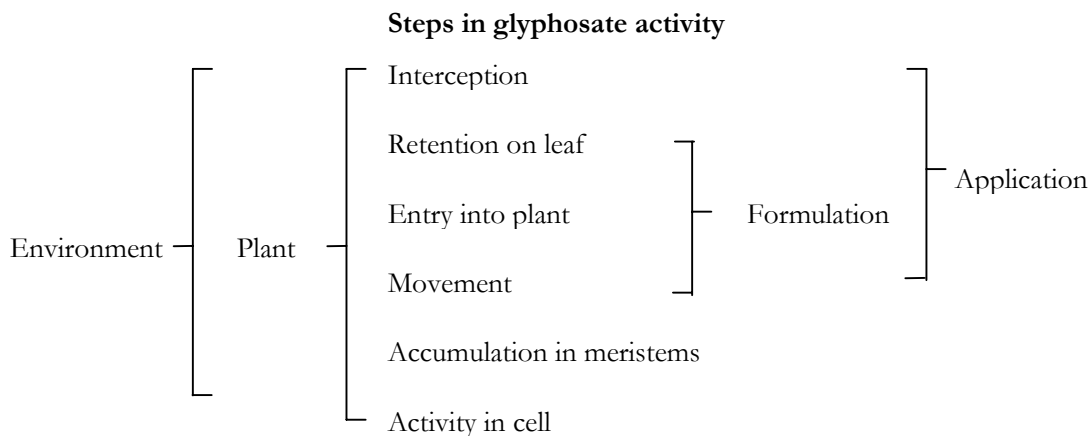 Steps in glyphosate activity
Interception
Retention on leaf
Application
Entry into plant
Formulation
Environment
Plant
Movement
Accumulation in meristems
Activity in cell